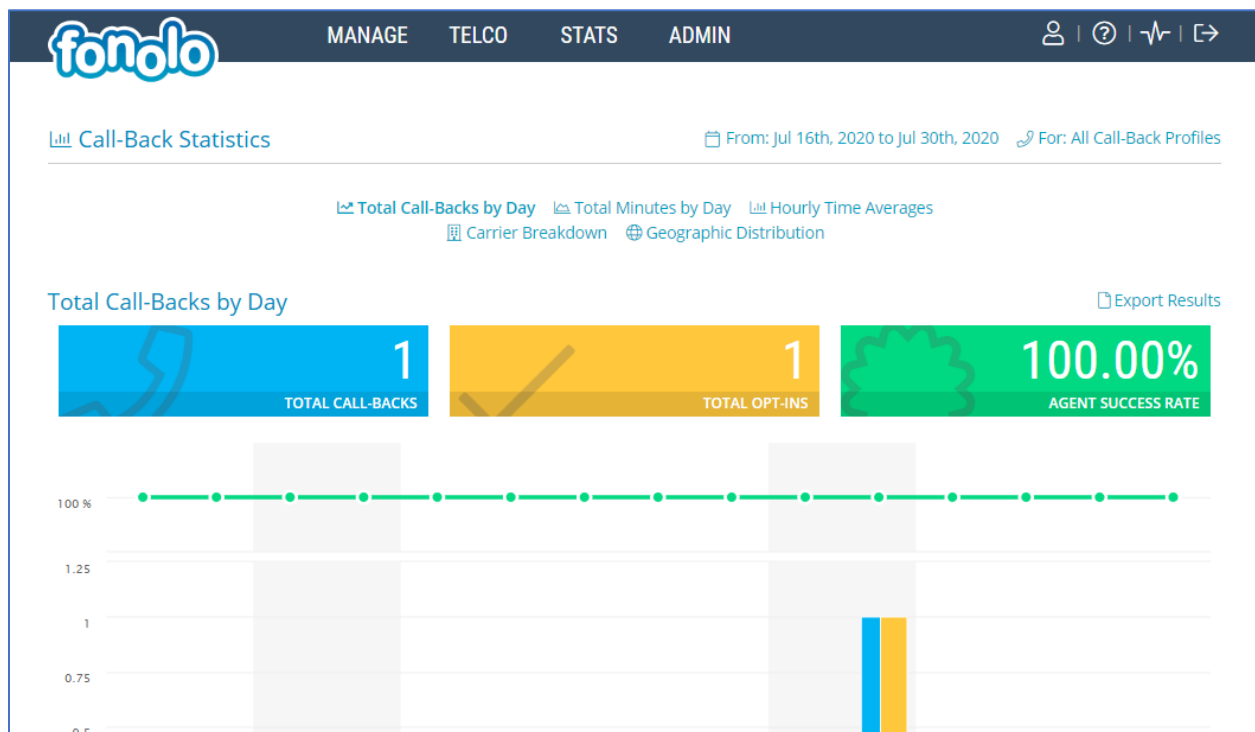 fonolo MANAGE TELCO STATS ADMIN
Call-Back Statistics From: Jul 16th, 2020 to Jul 30th, 2020 For: All Call-Back Profiles
Total Call-Backs by Day Total Minutes by Day Hourly Time Averages
Carrier Breakdown Geographic Distribution
Total Call-Backs by Day Export Results
1 1 100.00%
TOTAL CALL-BACKS TOTAL OPT-INS AGENT SUCCESS RATE
100 %
1.25
1
0.75
0.5